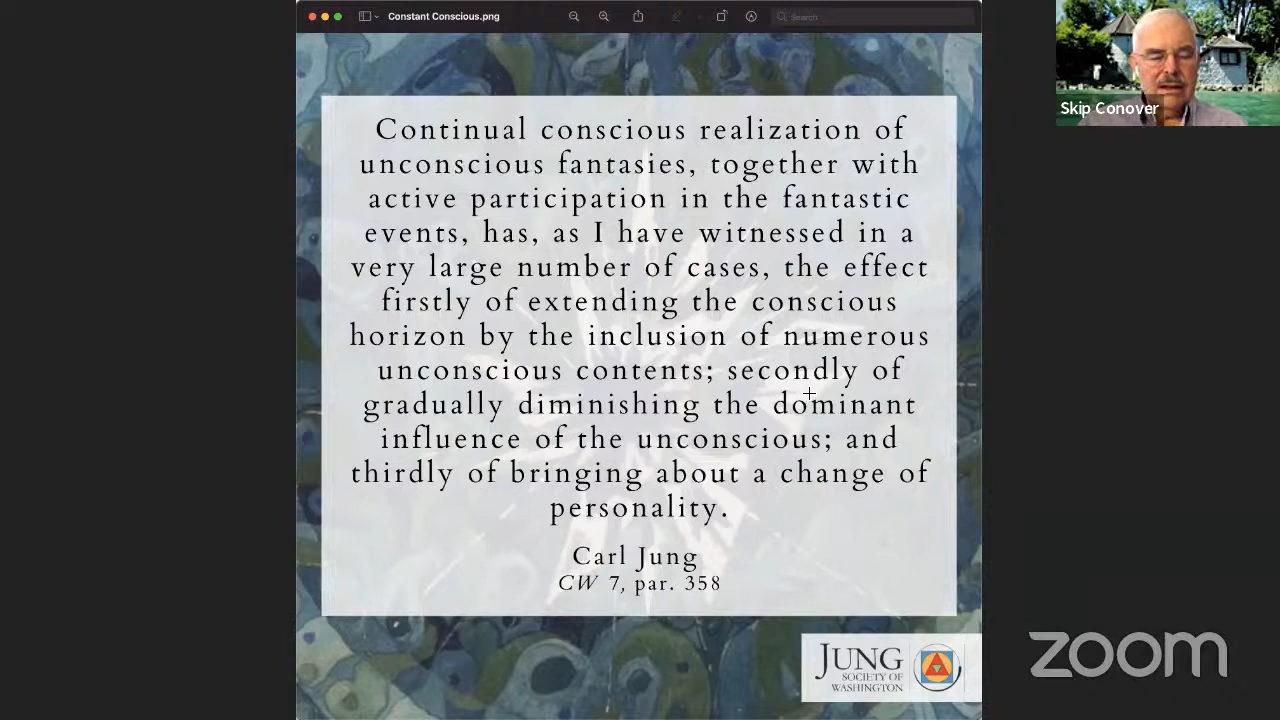 Constant Conscious.png
Search
Skip Conover
Continual conscious realization of
unconscious fantasies, together with
active participation in the fantastic
events, has, as I have witnessed in a
very large number of cases, the effect
firstly of extending the conscious
horizon by the inclusion of numerous
unconscious contents; secondly of
gradually diminishing the dominant
influence of the unconscious; and
thirdly of bringing about a change of
personality.
Carl Jung
CW 7, par. 358
JUNG
SOCIETY OF
WASHINGTON
zoom